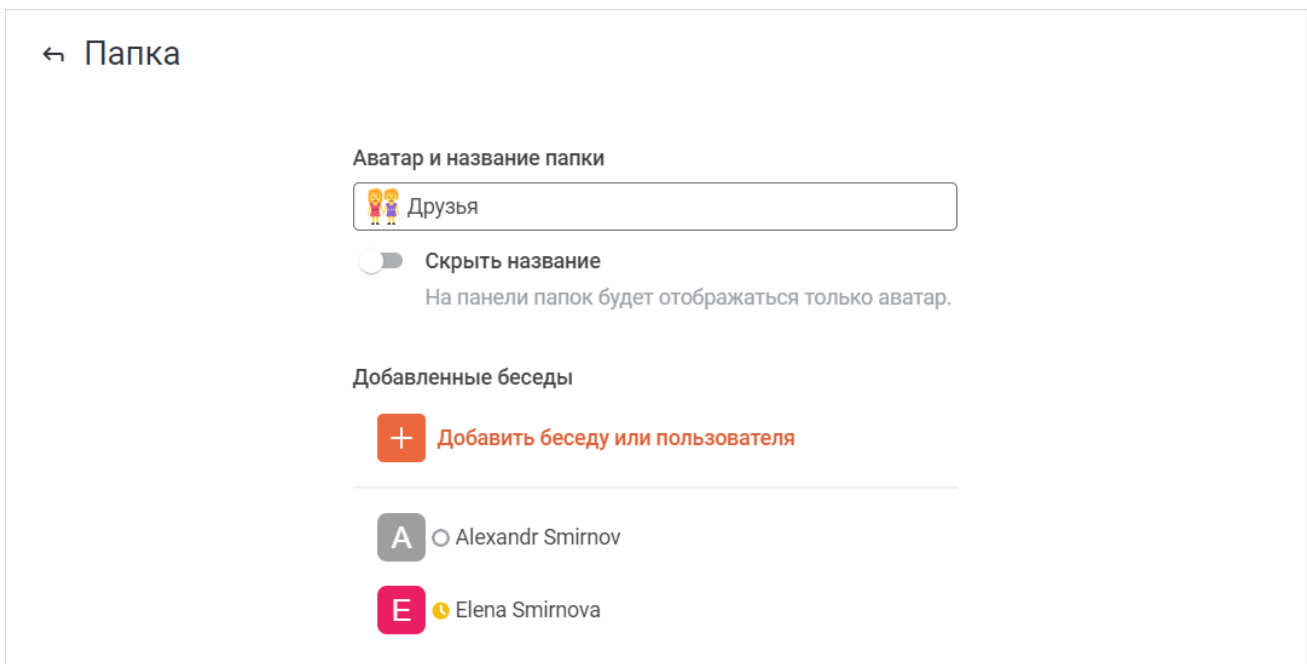 Папка
Аватар и название папки
Друзья
Скрыть название
На панели папок будет отображаться только аватар.
Добавленные беседы
Добавить беседу или пользователя
A Alexandr Smirnov
E Elena Smirnova